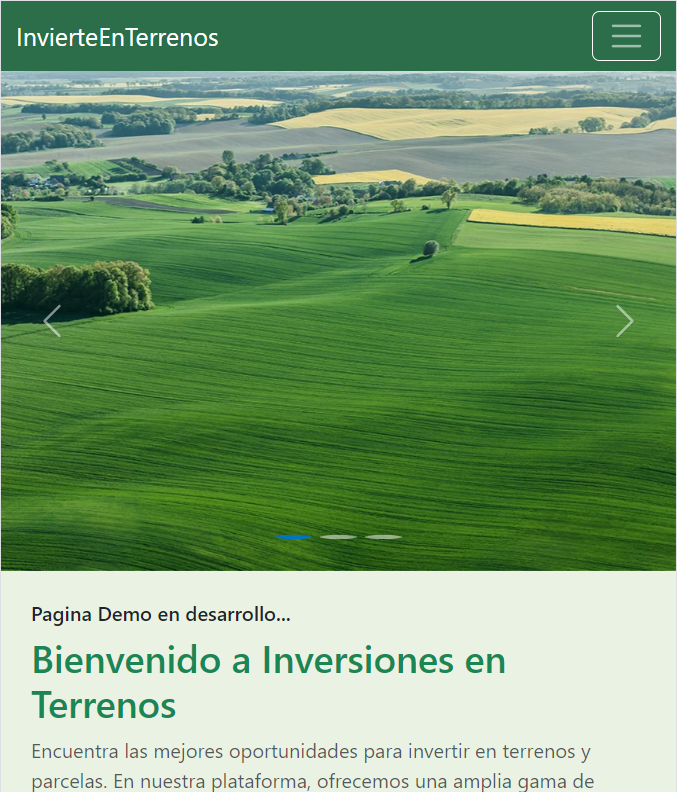 InvierteEnTerrenos
Pagina Demo en desarrollo...
Bienvenido a Inversiones en
Terrenos
Encuentra las mejores oportunidades para invertir en terrenos y
parcelas. En nuestra plataforma, ofrecemos una amplia gama de